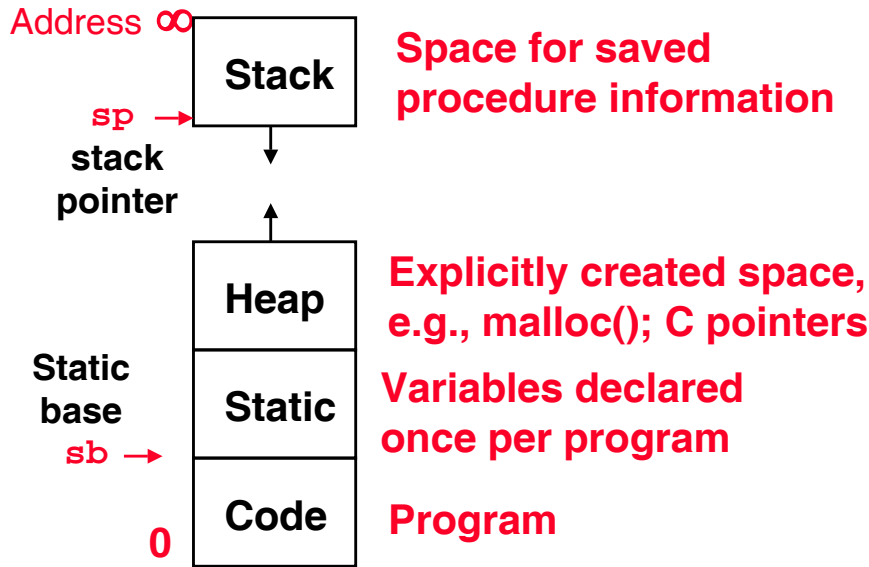 Address ∞
Stack
Space for saved
procedure information
sp
stack
pointer
Heap
Explicitly created space,
e.g., malloc(); C pointers
Static
base
sb
Static
Variables declared
once per program
Code
Program
0